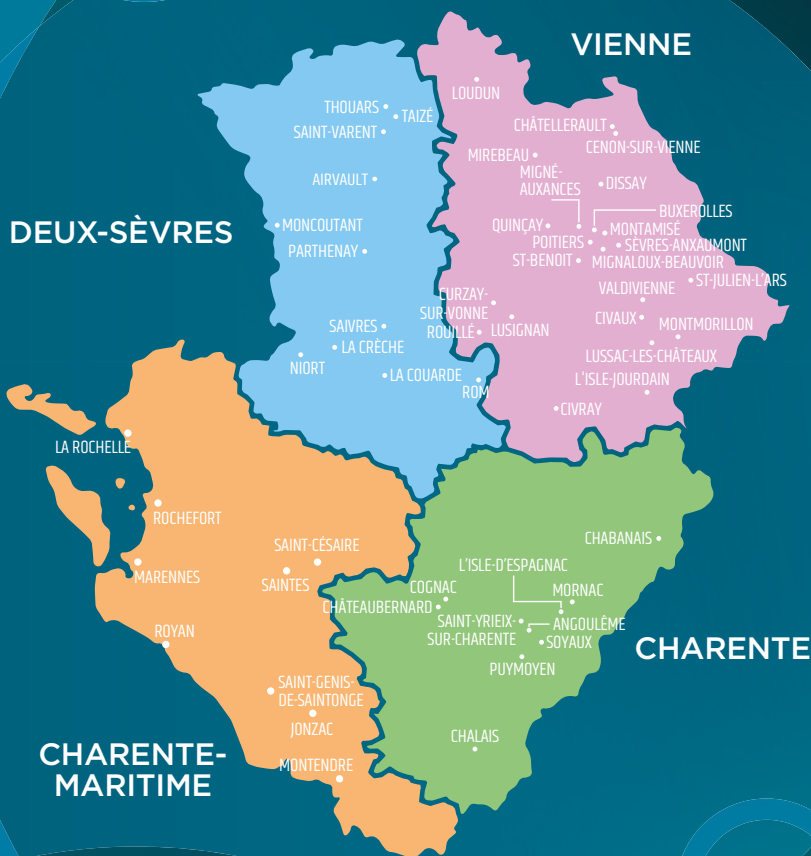 VIENNE
LOUDUN
THOUARS
TAIZÉ
SAINT-VARENT
CHÂTELLERAULT
CENON-SUR-VIENNE
MIREBEAU
MIGNÉ-
AUXANCES
DISSAY
AIRVAULT
DEUX-SÈVRES
MONCOUTANT
PARTHENAY
BUXEROLLES
QUINÇAY
MONTAMISÉ
POITIERS
SÈVRES-ANXAUMONT
ST-BENOIT
MIGNALOUX-BEAUVOIR
ST-JULIEN-L'ARS
VALDIVIENNE
CURZAY-
SUR-VONNE
ROUILLÉ
LUSIGNAN
CIVAUX
MONTMORILLON
LUSSAC-LES-CHÂTEAUX
SAIVRES
LA CRÈCHE
NIORT
LA COUARDE
ROM
L'ISLE-JOURDAIN
CIVRAY
LA ROCHELLE
ROCHEFORT
SAINT-CÉSAIRE
MARENNES
SAINTES
CHABANAIS
L'ISLE-D'ESPAGNAC
COGNAC
MORNAC
CHÂTEAUBERNARD
SAINT-YRIEIX-
SUR-CHARENTE
ANGOULÊME
SOYAUX
PUYMOYEN
CHARENTE
ROYAN
SAINT-GENIS-
DE-SAINTONGE
JONZAC
CHALAIS
CHARENTE-
MARITIME
MONTENDRE